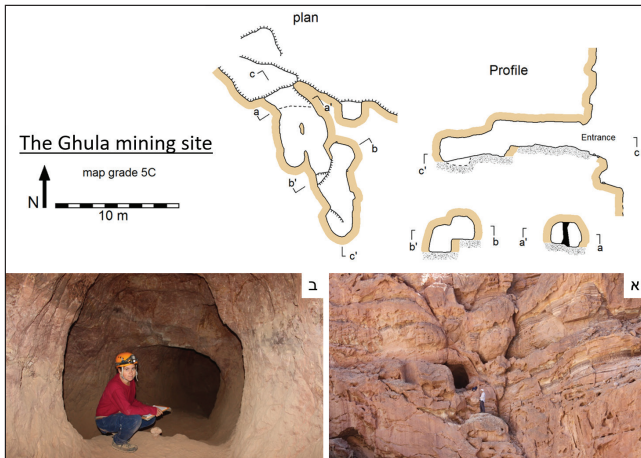 plan
Profile
c
a
a'
b
b'
c'
Entrance
c
c'
b'
b
a'
a
The Ghula mining site
map grade 5C
N
10 m
ב
א